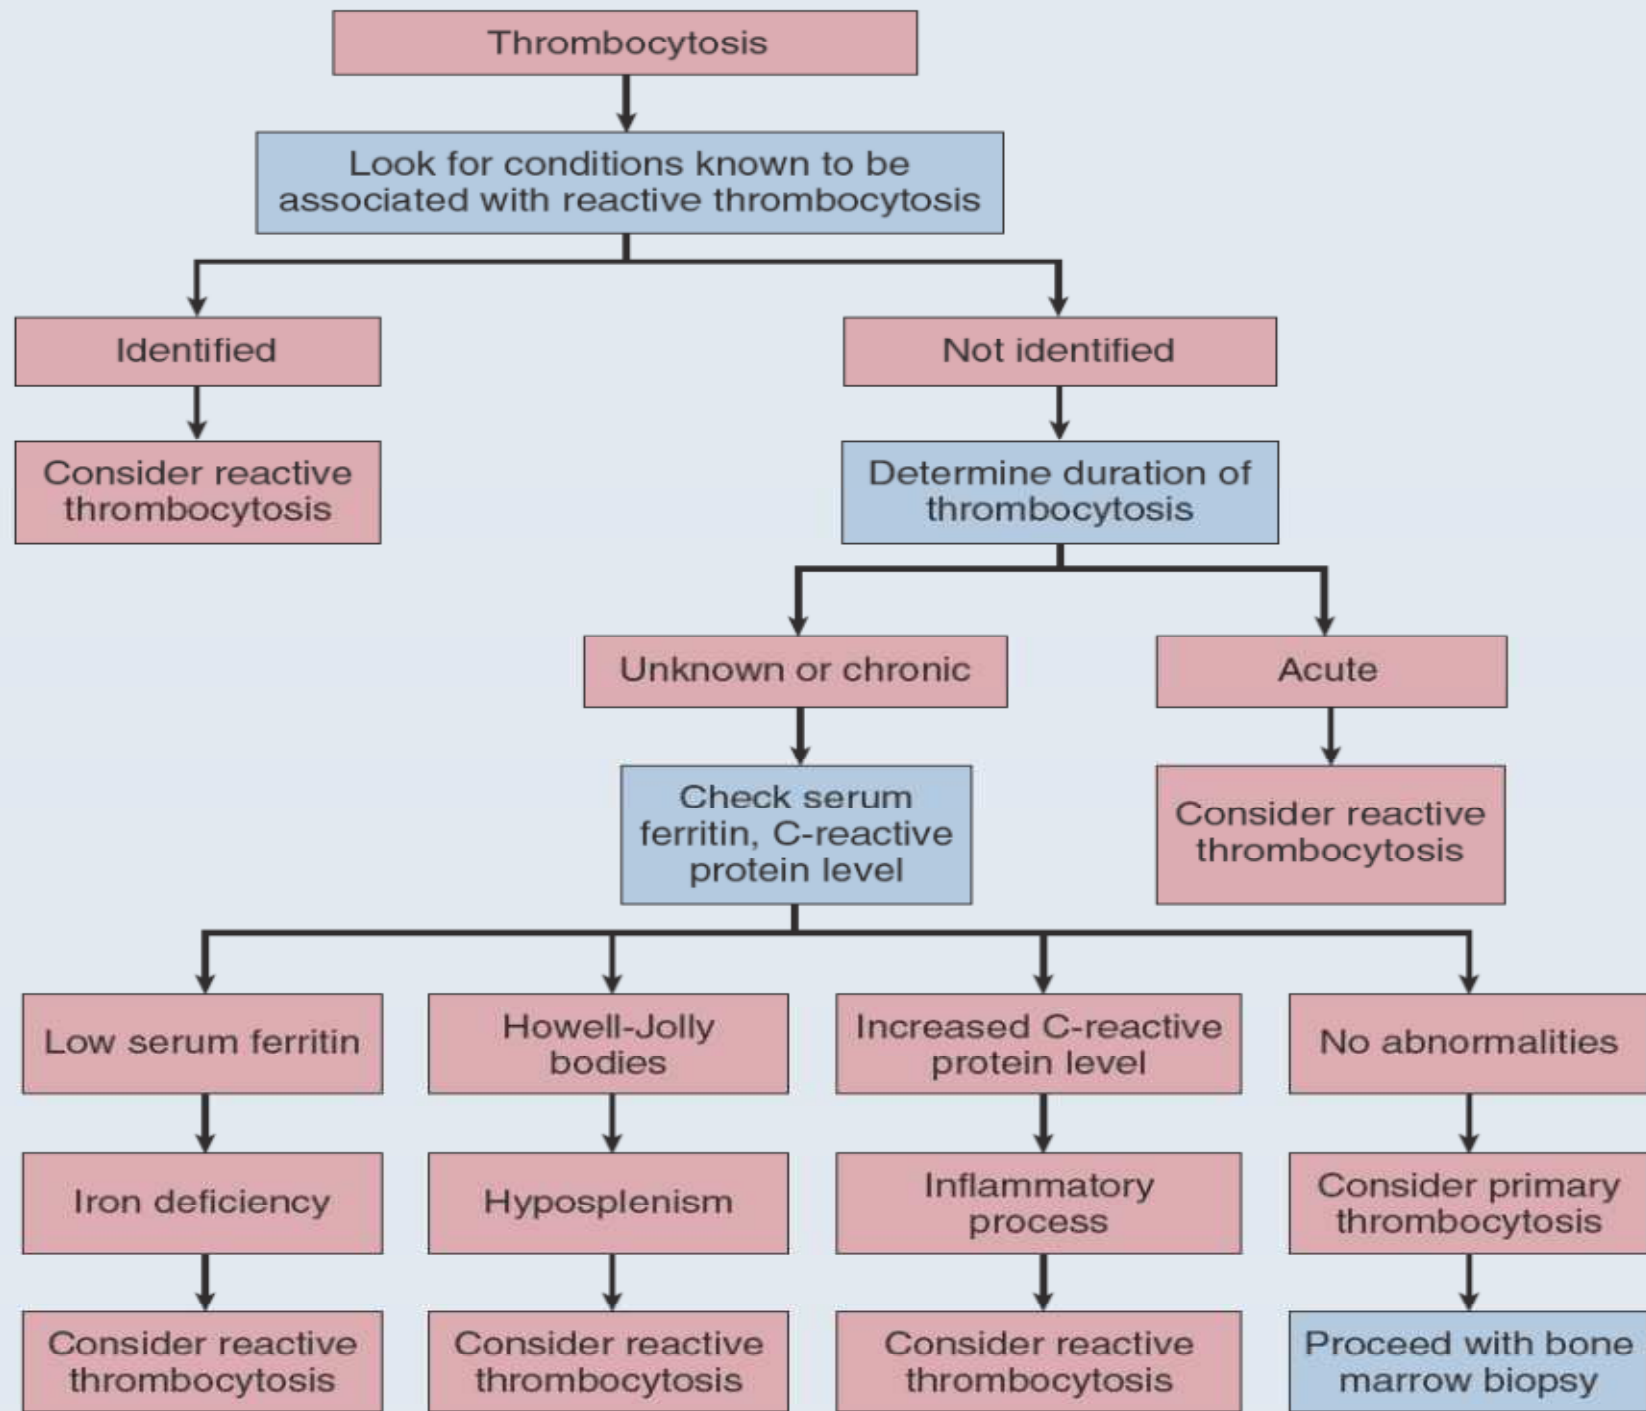 Thrombocytosis
Look for conditions known to be
associated with reactive thrombocytosis
Identified
Not identified
Consider reactive
thrombocytosis
Determine duration of
thrombocytosis
Unknown or chronic
Acute
Check serum
ferritin, C-reactive
protein level
Consider reactive
thrombocytosis
Low serum ferritin
Howell-Jolly
bodies
Increased C-reactive
protein level
No abnormalities
Iron deficiency
Hyposplenism
Inflammatory
process
Consider primary
thrombocytosis
Consider reactive
thrombocytosis
Consider reactive
thrombocytosis
Consider reactive
thrombocytosis
Proceed with bone
marrow biopsy